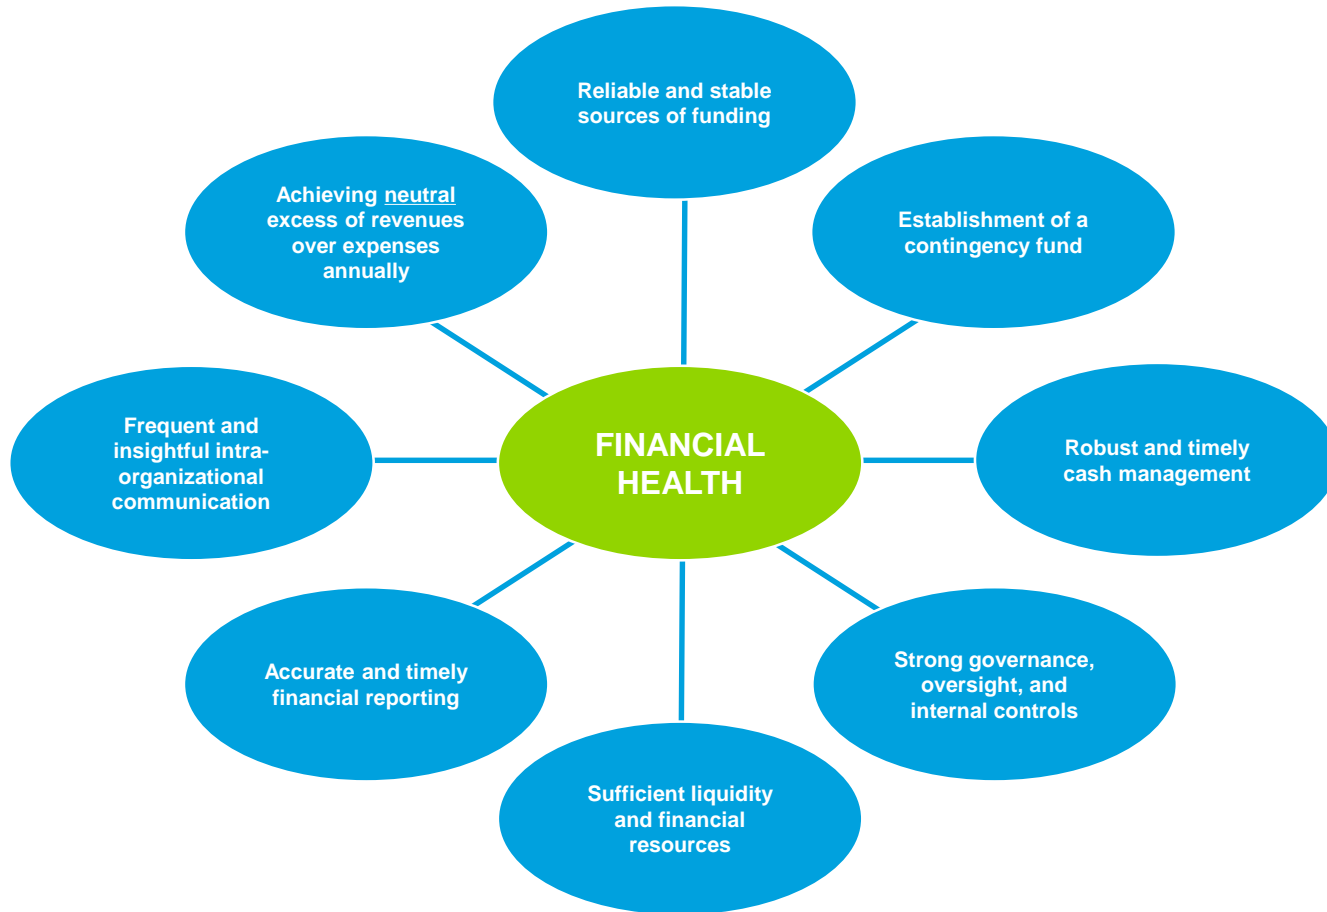 Reliable and stable
sources of funding
Achieving neutral
excess of revenues
over expenses
annually
Establishment of a
contingency fund
Frequent and
insightful intra-
organizational
communication
FINANCIAL
HEALTH
Robust and timely
cash management
Accurate and timely
financial reporting
Strong governance,
oversight, and
internal controls
Sufficient liquidity
and financial
resources